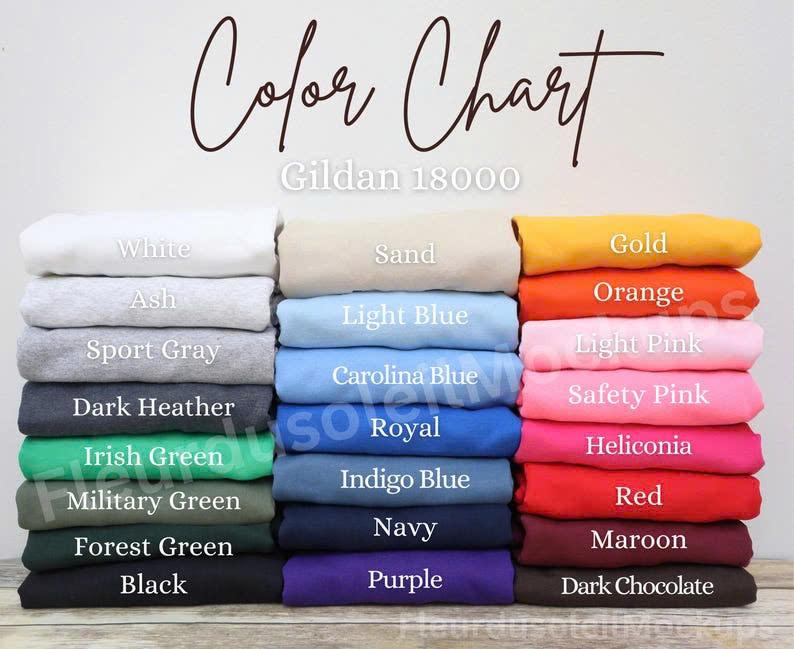 Color Chart
Gildan 18000
White
Ash
Sport Gray
Dark Heather
Irish Green
Military Green
Forest Green
Black
Sand
Light Blue
Carolina Blue
Royal
Indigo Blue
Navy
Purple
Gold
Orange
Light Pink
Safety Pink
Heliconia
Red
Maroon
Dark Chocolate
FleurdusoleilMockups
FleurdusoleilMockups